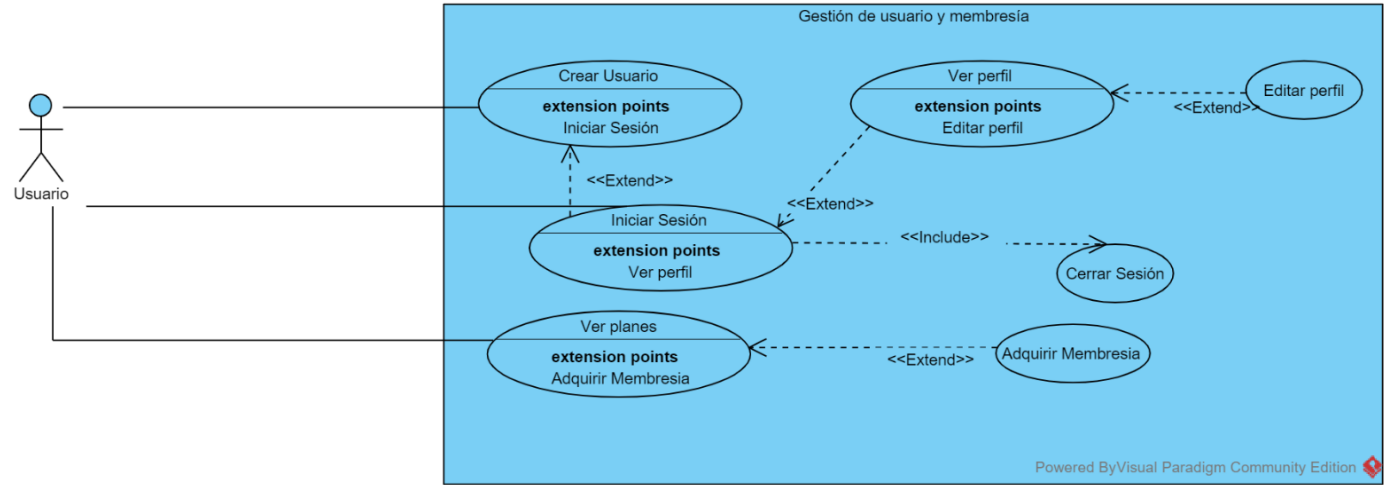 Gestión de usuario y membresía
Crear Usuario
extension points
Iniciar Sesión
Ver perfil
extension points
Editar perfil
Editar perfil
<<Extend>>
Usuario
<<Extend>>
<<Extend>>
Iniciar Sesión
extension points
Ver perfil
<<Include>>
Cerrar Sesión
Ver planes
extension points
Adquirir Membresia
<<Extend>>
Adquirir Membresia
Powered ByVisual Paradigm Community Edition